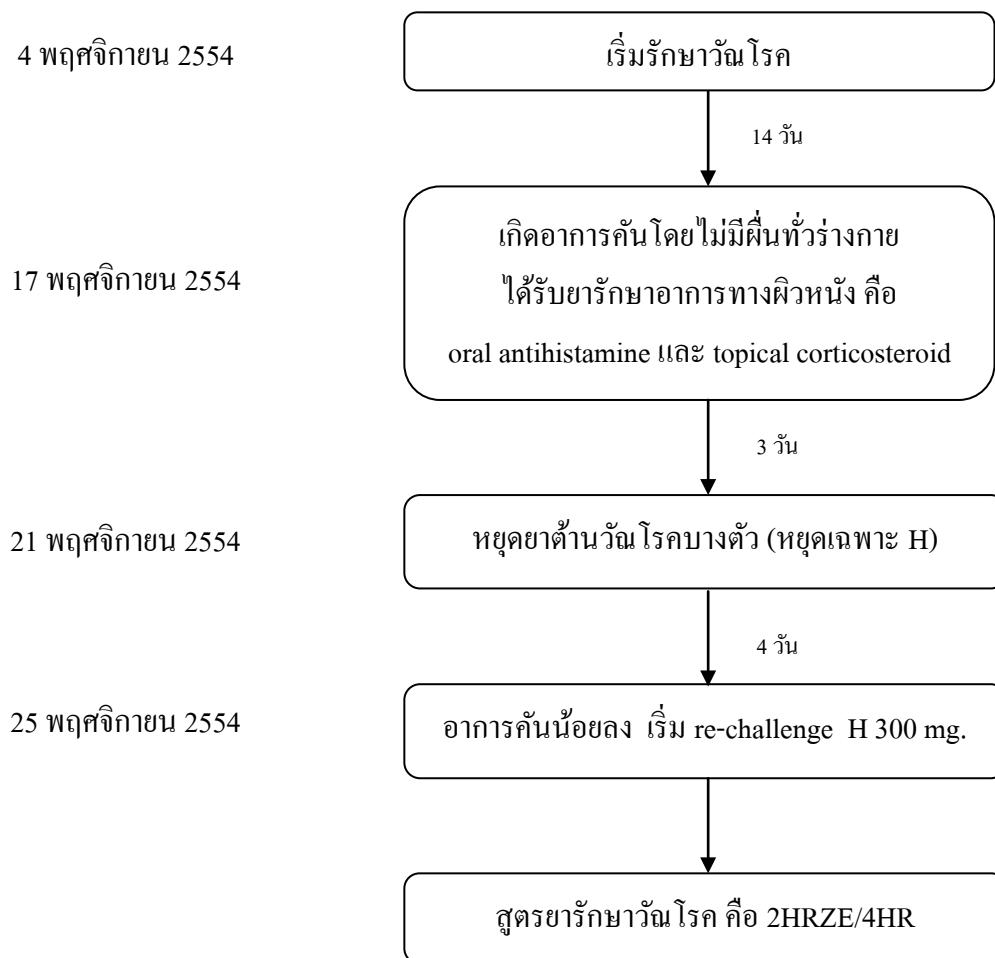 4 พฤศจิกายน 2554
เริ่มรักษาวัณโรค
14 วัน
17 พฤศจิกายน 2554
เกิดอาการคันโดยไม่มีผื่นทั่วร่างกาย
ได้รับยารักษาอาการทางผิวหนัง คือ
oral antihistamine และ topical corticosteroid
3 วัน
21 พฤศจิกายน 2554
หยุดยาต้านวัณโรคบางตัว (หยุดเฉพาะ H)
4 วัน
25 พฤศจิกายน 2554
อาการคันน้อยลง เริ่ม re-challenge H 300 mg.
สูตรยารักษาวัณโรค คือ 2HRZE/4HR